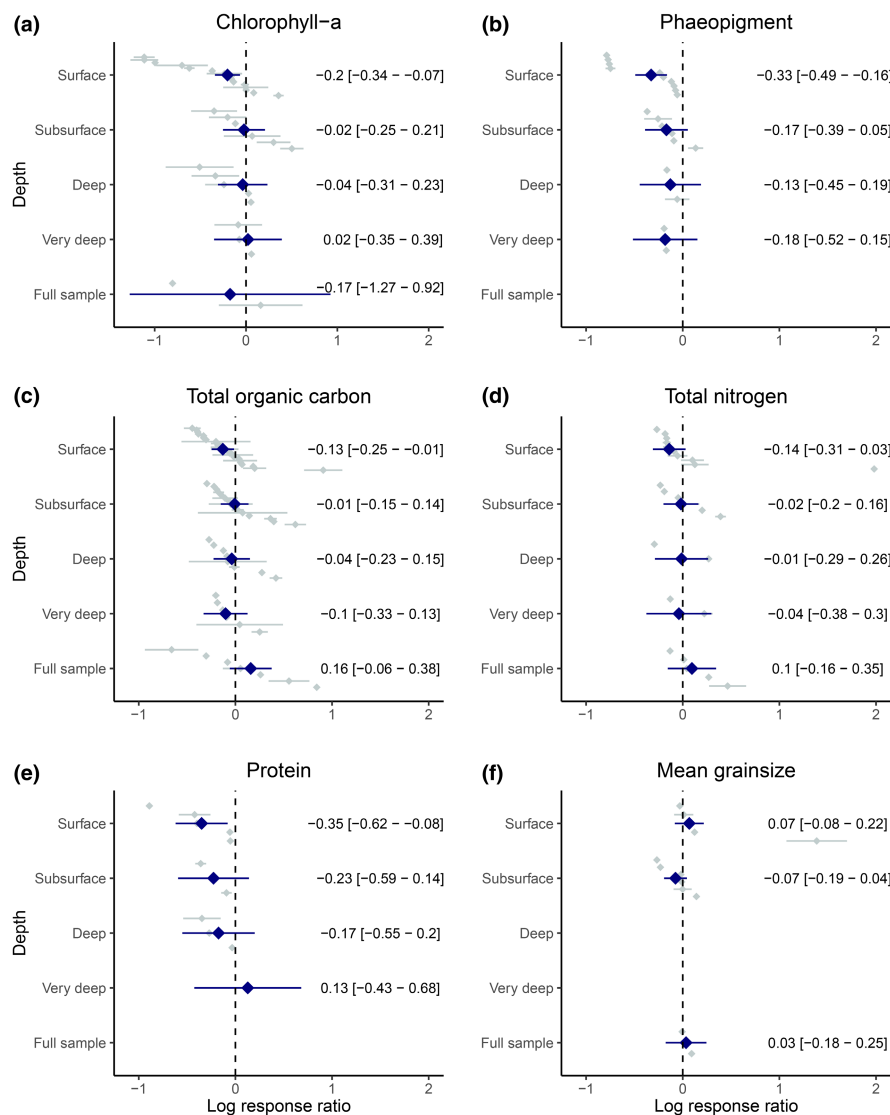 (a) Chlorophyll−a
Surface −0.2 [−0.34 − −0.07]
Subsurface −0.02 [−0.25 − 0.21]
Deep −0.04 [−0.31 − 0.23]
Very deep 0.02 [−0.35 − 0.39]
Full sample −0.17 [−1.27 − 0.92]
Depth
−1 0 1 2
(b) Phaeopigment
Surface −0.33 [−0.49 − −0.16]
Subsurface −0.17 [−0.39 − 0.05]
Deep −0.13 [−0.45 − 0.19]
Very deep −0.18 [−0.52 − 0.15]
Full sample
−1 0 1 2
(c) Total organic carbon
Surface −0.13 [−0.25 − −0.01]
Subsurface −0.01 [−0.15 − 0.14]
Deep −0.04 [−0.23 − 0.15]
Very deep −0.1 [−0.33 − 0.13]
Full sample 0.16 [−0.06 − 0.38]
Depth
−1 0 1 2
(d) Total nitrogen
Surface −0.14 [−0.31 − 0.03]
Subsurface −0.02 [−0.2 − 0.16]
Deep −0.01 [−0.29 − 0.26]
Very deep −0.04 [−0.38 − 0.3]
Full sample 0.1 [−0.16 − 0.35]
−1 0 1 2
(e) Protein
Surface −0.35 [−0.62 − −0.08]
Subsurface −0.23 [−0.59 − 0.14]
Deep −0.17 [−0.55 − 0.2]
Very deep 0.13 [−0.43 − 0.68]
Full sample
Depth
−1 0 1 2
Log response ratio
(f) Mean grainsize
Surface 0.07 [−0.08 − 0.22]
Subsurface −0.07 [−0.19 − 0.04]
Deep
Very deep
Full sample 0.03 [−0.18 − 0.25]
−1 0 1 2
Log response ratio